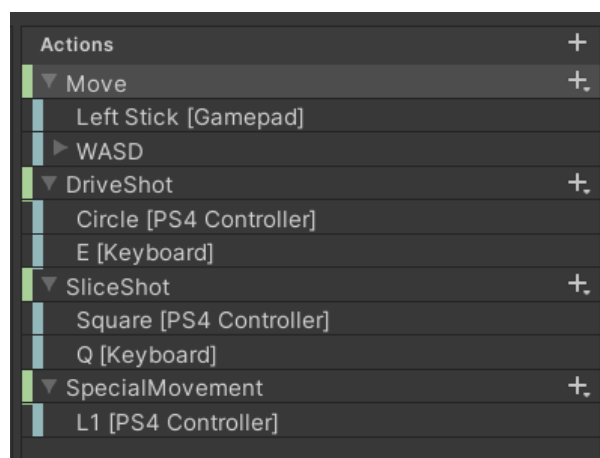 Actions
Move
Left Stick [Gamepad]
WASD
DriveShot
Circle [PS4 Controller]
E [Keyboard]
SliceShot
Square [PS4 Controller]
Q [Keyboard]
SpecialMovement
L1 [PS4 Controller]